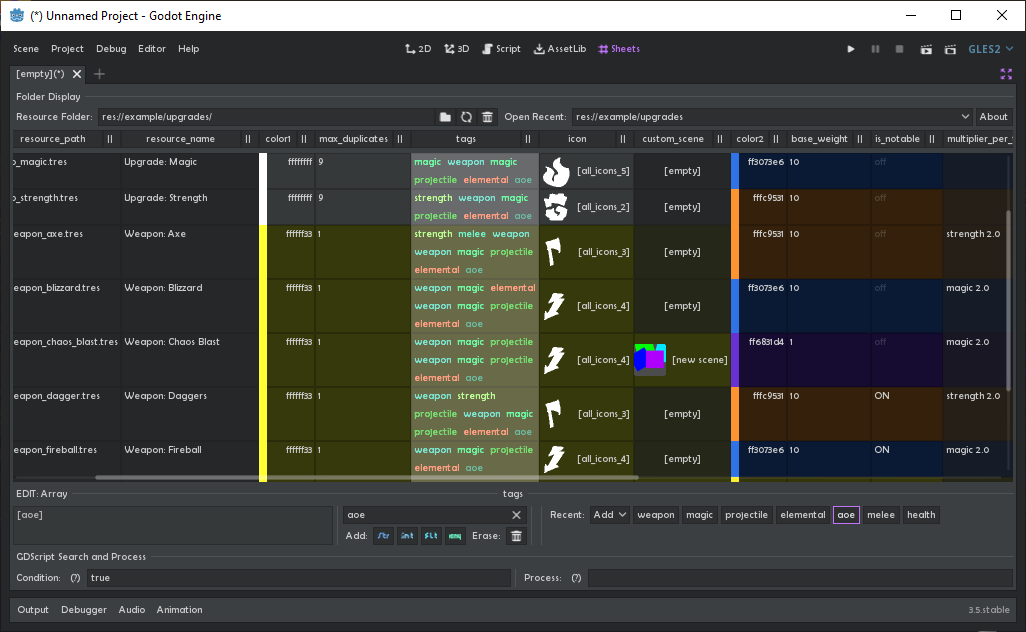 (*) Unnamed Project - Godot Engine
Scene Project Debug Editor Help 2D 3D Script AssetLib Sheets GLES2
[empty](*)
Folder Display
Resource Folder: res://example/upgrades/ Open Recent: res://example/upgrades About
resource_path resource_name color1 max_duplicates tags icon custom_scene color2 base_weight is_notable multiplier_per_
o_magic.tres Upgrade: Magic ffffffff 9 magic weapon magic [all_icons_5] [empty] ff3073e6 10 off
projectile elemental aoe
o_strength.tres Upgrade: Strength ffffffff 9 strength weapon magic [all_icons_2] [empty] fffc9531 10 off
projectile elemental aoe
eapon_axe.tres Weapon: Axe ffffff33 1 strength melee weapon [all_icons_3] [empty] fffc9531 10 off strength 2.0
weapon magic projectile
elemental aoe
eapon_blizzard.tres Weapon: Blizzard ffffff33 1 weapon magic elemental [all_icons_4] [empty] ff3073e6 10 off magic 2.0
weapon magic projectile
elemental aoe
eapon_chaos_blast.tres Weapon: Chaos Blast ffffff33 1 weapon magic projectile [all_icons_4] [new scene] ff6831d4 1 off magic 2.0
weapon magic projectile
elemental aoe
eapon_dagger.tres Weapon: Daggers ffffff33 1 weapon strength [all_icons_3] [empty] fffc9531 10 ON strength 2.0
projectile weapon magic
projectile elemental aoe
eapon_fireball.tres Weapon: Fireball ffffff33 1 weapon magic projectile [all_icons_4] [empty] ff3073e6 10 ON magic 2.0
elemental aoe
EDIT: Array tags
[aoe] aoe Recent: Add weapon magic projectile elemental aoe melee health
Add: Str int flt Erase:
GDScript Search and Process
Condition: (?) true Process: (?)
Output Debugger Audio Animation 3.5.stable